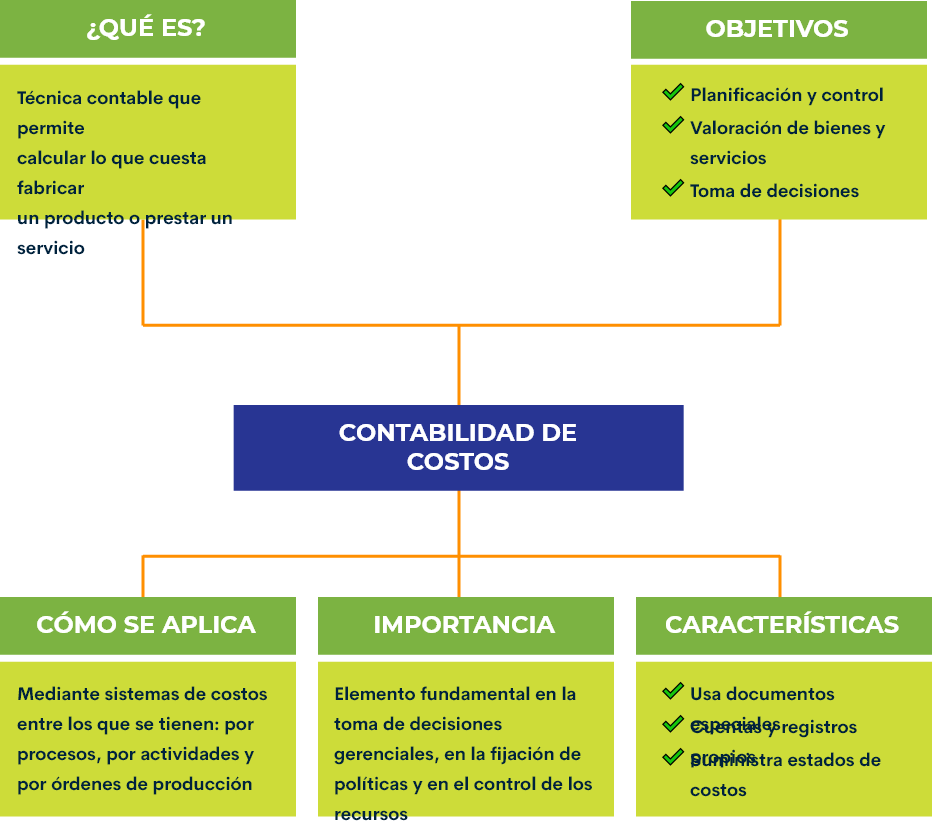 ¿QUÉ ES?
Técnica contable que
permite
calcular lo que cuesta
fabricar
un producto o prestar un
servicio
OBJETIVOS
Planificación y control
Valoración de bienes y
servicios
Toma de decisiones
CONTABILIDAD DE
COSTOS
CÓMO SE APLICA
Mediante sistemas de costos
entre los que se tienen: por
procesos, por actividades y
por órdenes de producción
IMPORTANCIA
Elemento fundamental en la
toma de decisiones
gerenciales, en la fijación de
políticas y en el control de los
recursos
CARACTERÍSTICAS
Usa documentos
especiales
Cuentas y registros
propios
Suministra estados de
costos